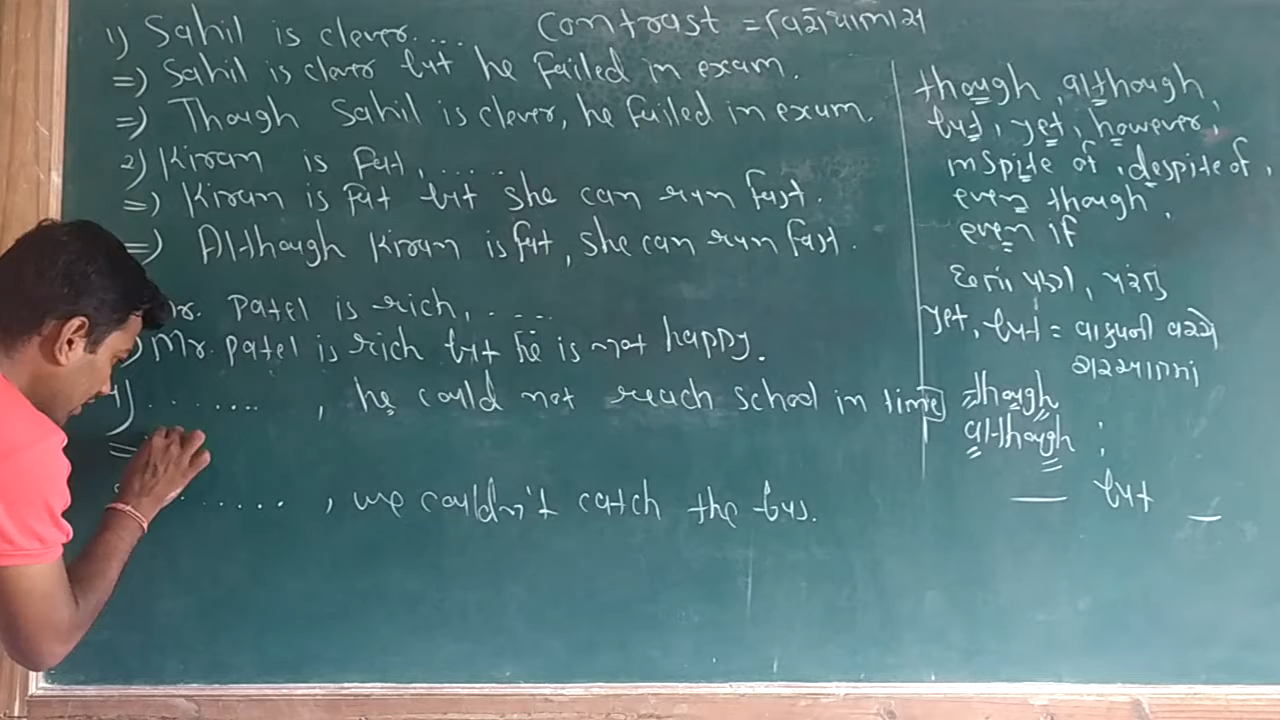 1) Sahil is clever.... Contrast = વિરોધાભાસ
=) Sahil is clever but he failed in exam.
=) Though Sahil is clever, he failed in exam.
2) Kiran is fat, .....
=) Kiran is fat but she can run fast.
=) Although Kiran is fat, she can run fast.
Mr. Patel is rich, ....
Mr. Patel is rich but he is not happy.
4) ........ , he could not reach school in time
=)
...... , we couldn't catch the bus.
though, although,
but, yet, however,
inspite of, despite of,
even though,
even if
છતાં પણ, પરંતુ
yet, but = વાક્યની વચ્ચે
=though
although ;
— but —